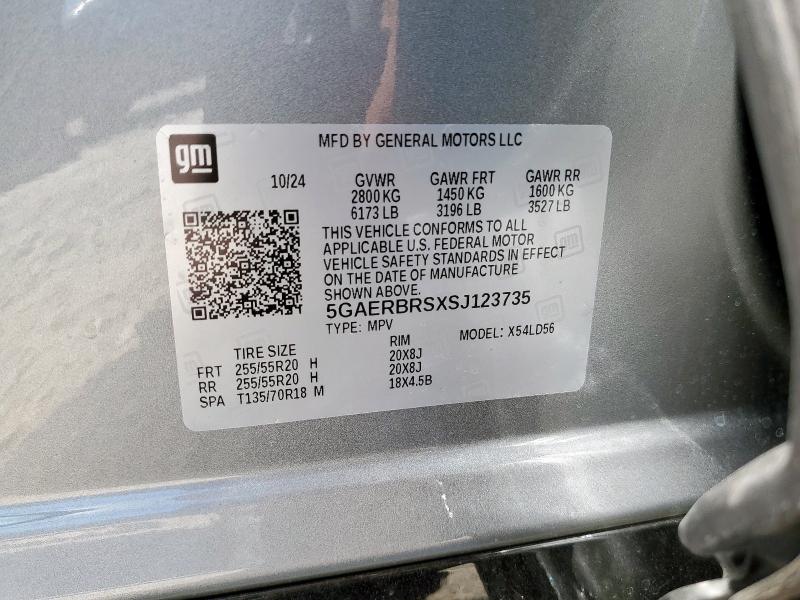 gm
MFD BY GENERAL MOTORS LLC
10/24 GVWR GAWR FRT GAWR RR
2800 KG 1450 KG 1600 KG
6173 LB 3196 LB 3527 LB
THIS VEHICLE CONFORMS TO ALL
APPLICABLE U.S. FEDERAL MOTOR
VEHICLE SAFETY STANDARDS IN EFFECT
ON THE DATE OF MANUFACTURE
SHOWN ABOVE.
5GAERBRSXSJ123735
TYPE: MPV MODEL: X54LD56
TIRE SIZE RIM
FRT 255/55R20 H 20X8J
RR 255/55R20 H 20X8J
SPA T135/70R18 M 18X4.5B